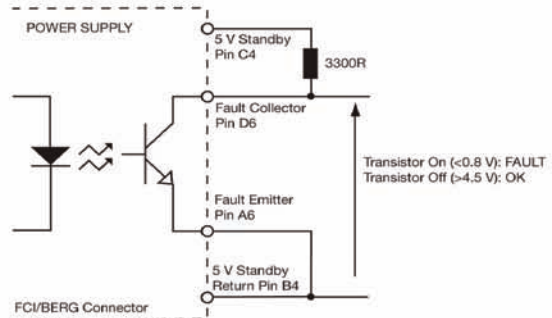 POWER SUPPLY
5 V Standby
Pin C4
3300R
Fault Collector
Pin D6
Transistor On (<0.8 V): FAULT
Transistor Off (>4.5 V): OK
Fault Emitter
Pin A6
5 V Standby
Return Pin B4
FCI/BERG Connector